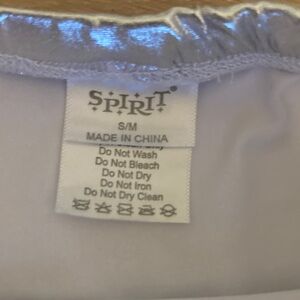 SPIRIT
S/M
MADE IN CHINA
Do Not Wash
Do Not Bleach
Do Not Dry
Do Not Iron
Do Not Dry Clean